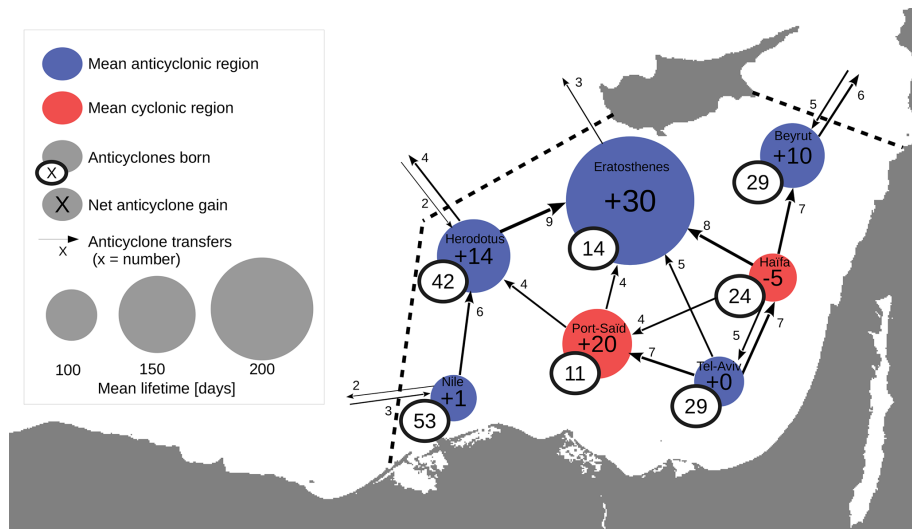 Mean anticyclonic region
Mean cyclonic region
Anticyclones born
X
X
Net anticyclone gain
X
Anticyclone transfers
(x = number)
100
150
200
Mean lifetime [days]
3
5
6
Beyrut
+10
29
4
2
Eratosthenes
+30
14
9
8
7
Herodotus
+14
42
Haïfa
-5
24
5
4
4
4
6
Port-Saïd
+20
11
7
5
7
Tel-Aviv
+0
29
2
3
Nile
+1
53